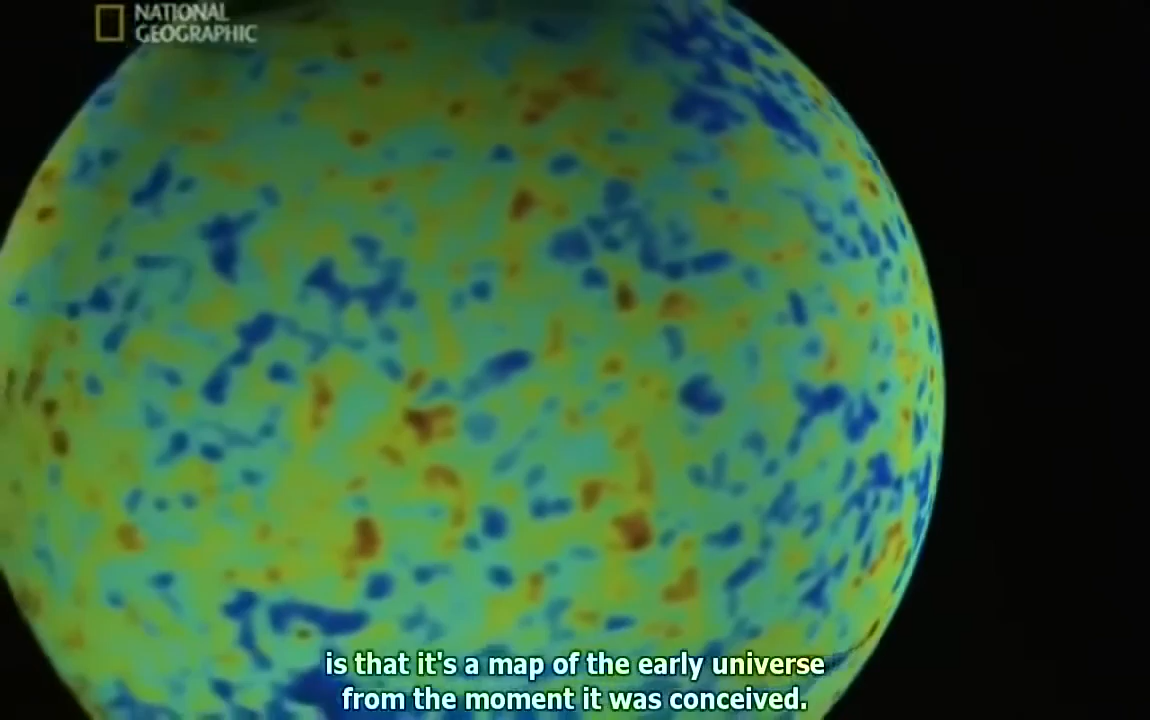 NATIONAL
GEOGRAPHIC
is that it's a map of the early universe
from the moment it was conceived.